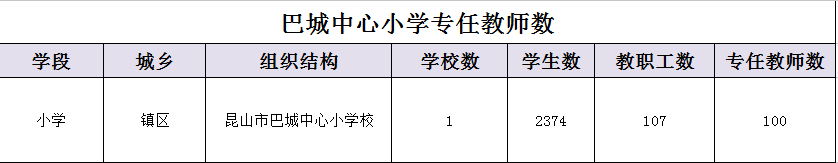 巴城中心小学专任教师数
学段 城乡 组织结构 学校数 学生数 教职工数 专任教师数
小学 镇区 昆山市巴城中心小学校 1 2374 107 100